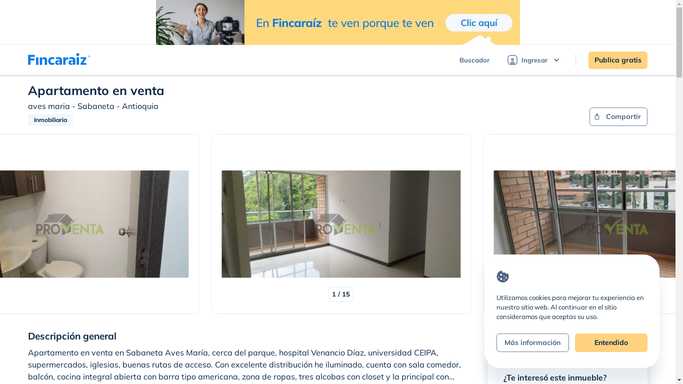 En Fincaraíz te ven porque te ven
Clic aquí
Fincaraiz
Buscador
Ingresar
Publica gratis
Apartamento en venta
aves maria - Sabaneta - Antioquia
Inmobiliaria
Compartir
PROVENTA
PROVENTA
PROVENTA
1 / 15
Utilizamos cookies para mejorar tu experiencia en
nuestro sitio web. Al continuar en el sitio
consideramos que aceptas su uso.
Más información
Entendido
Descripción general
Apartamento en venta en Sabaneta Aves María, cerca del parque, hospital Venancio Díaz, universidad CEIPA,
supermercados, iglesias, buenas rutas de acceso. Con excelente distribución he iluminado, cuenta con sala comedor,
balcón, cocina integral abierta con barra tipo americana, zona de ropas, tres alcobas con closet y la principal con...
¿Te interesó este inmueble?